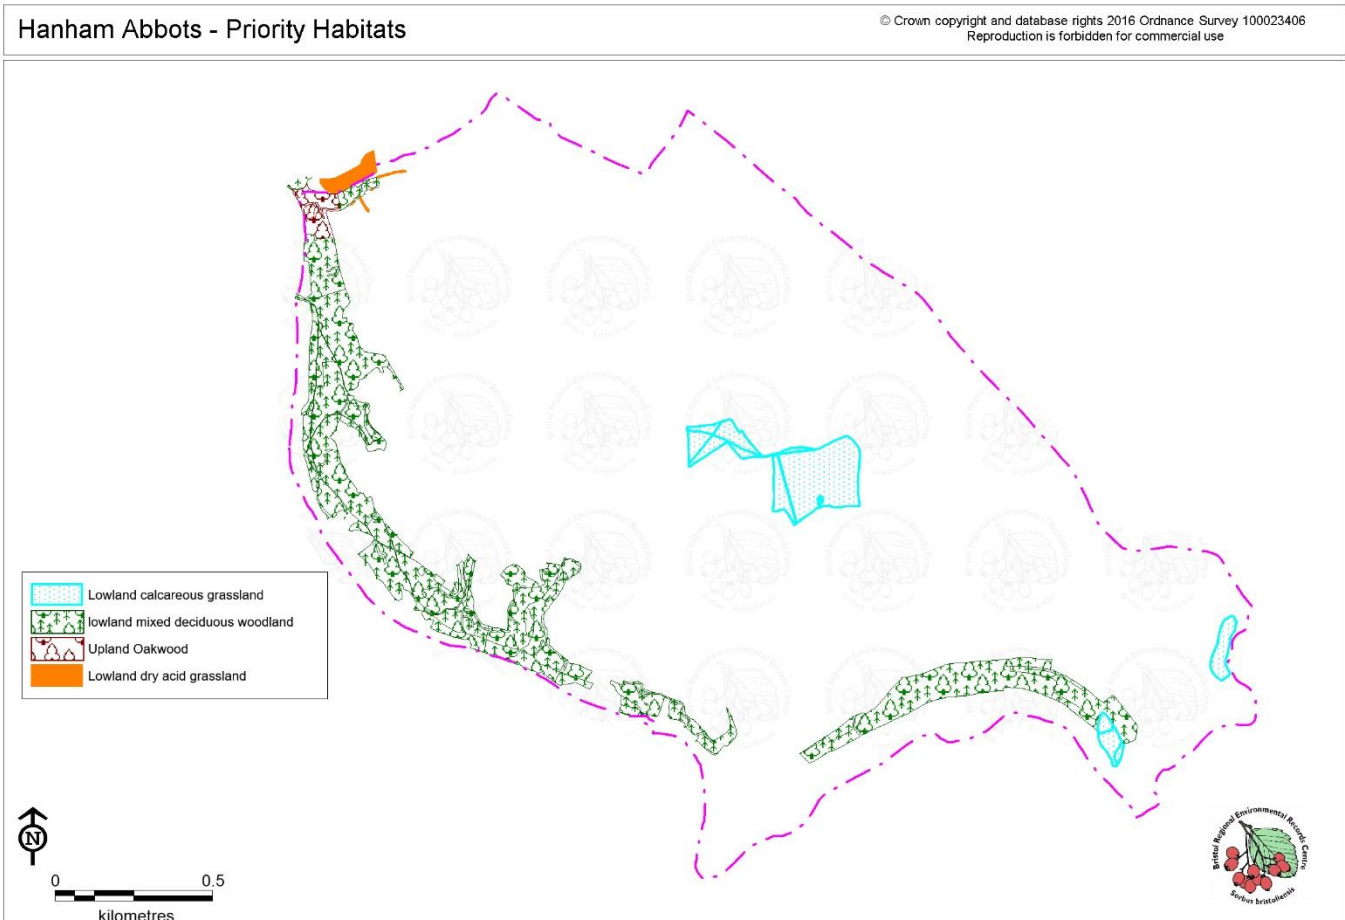 Hanham Abbots - Priority Habitats
© Crown copyright and database rights 2016 Ordnance Survey 100023406
Reproduction is forbidden for commercial use
Lowland calcareous grassland
lowland mixed deciduous woodland
Upland Oakwood
Lowland dry acid grassland
N
0 0.5
kilometres
Bristol Regional Environmental Records Centre
Sorbus bristoliensis